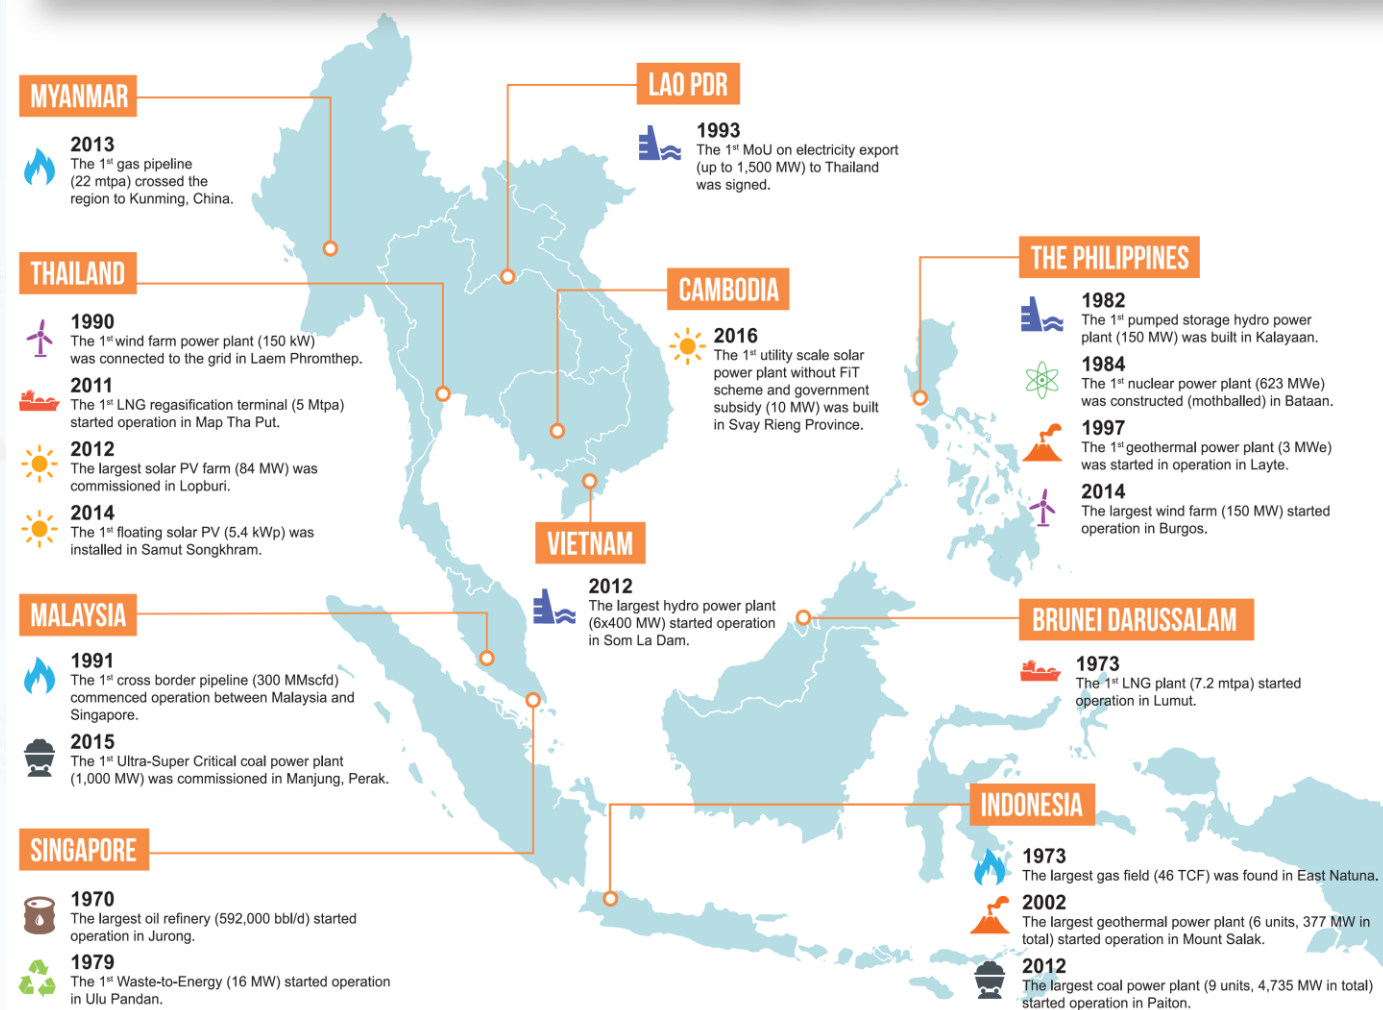 MYANMAR
2013
The 1st gas pipeline
(22 mtpa) crossed the
region to Kunming, China.
LAO PDR
1993
The 1st MoU on electricity export
(up to 1,500 MW) to Thailand
was signed.
THAILAND
1990
The 1st wind farm power plant (150 kW)
was connected to the grid in Laem Phromthep.
2011
The 1st LNG regasification terminal (5 Mtpa)
started operation in Map Tha Put.
2012
The largest solar PV farm (84 MW) was
commissioned in Lopburi.
2014
The 1st floating solar PV (5.4 kWp) was
installed in Samut Songkhram.
CAMBODIA
2016
The 1st utility scale solar
power plant without FiT
scheme and government
subsidy (10 MW) was built
in Svay Rieng Province.
THE PHILIPPINES
1982
The 1st pumped storage hydro power
plant (150 MW) was built in Kalayaan.
1984
The 1st nuclear power plant (623 MWe)
was constructed (mothballed) in Bataan.
1997
The 1st geothermal power plant (3 MWe)
was started in operation in Layte.
2014
The largest wind farm (150 MW) started
operation in Burgos.
VIETNAM
2012
The largest hydro power plant
(6x400 MW) started operation
in Som La Dam.
MALAYSIA
1991
The 1st cross border pipeline (300 MMscfd)
commenced operation between Malaysia and
Singapore.
2015
The 1st Ultra-Super Critical coal power plant
(1,000 MW) was commissioned in Manjung, Perak.
BRUNEI DARUSSALAM
1973
The 1st LNG plant (7.2 mtpa) started
operation in Lumut.
SINGAPORE
1970
The largest oil refinery (592,000 bbl/d) started
operation in Jurong.
1979
The 1st Waste-to-Energy (16 MW) started operation
in Ulu Pandan.
INDONESIA
1973
The largest gas field (46 TCF) was found in East Natuna.
2002
The largest geothermal power plant (6 units, 377 MW in
total) started operation in Mount Salak.
2012
The largest coal power plant (9 units, 4,735 MW in total)
started operation in Paiton.